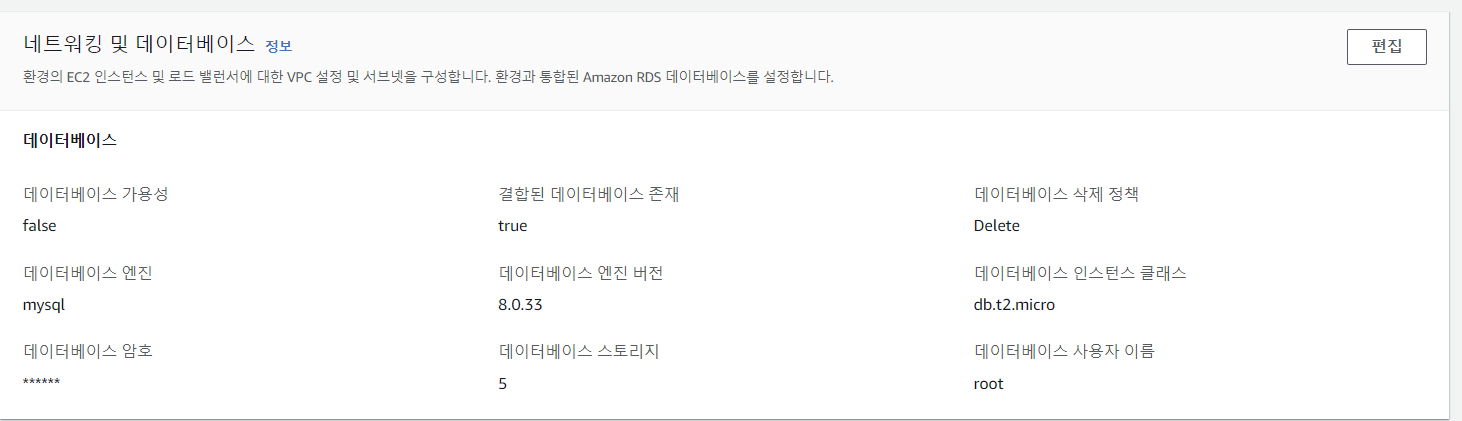 네트워킹 및 데이터베이스 정보
편집
환경의 EC2 인스턴스 및 로드 밸런서에 대한 VPC 설정 및 서브넷을 구성합니다. 환경과 통합된 Amazon RDS 데이터베이스를 설정합니다.
데이터베이스
데이터베이스 가용성
false
결합된 데이터베이스 존재
true
데이터베이스 삭제 정책
Delete
데이터베이스 엔진
mysql
데이터베이스 엔진 버전
8.0.33
데이터베이스 인스턴스 클래스
db.t2.micro
데이터베이스 암호
******
데이터베이스 스토리지
5
데이터베이스 사용자 이름
root